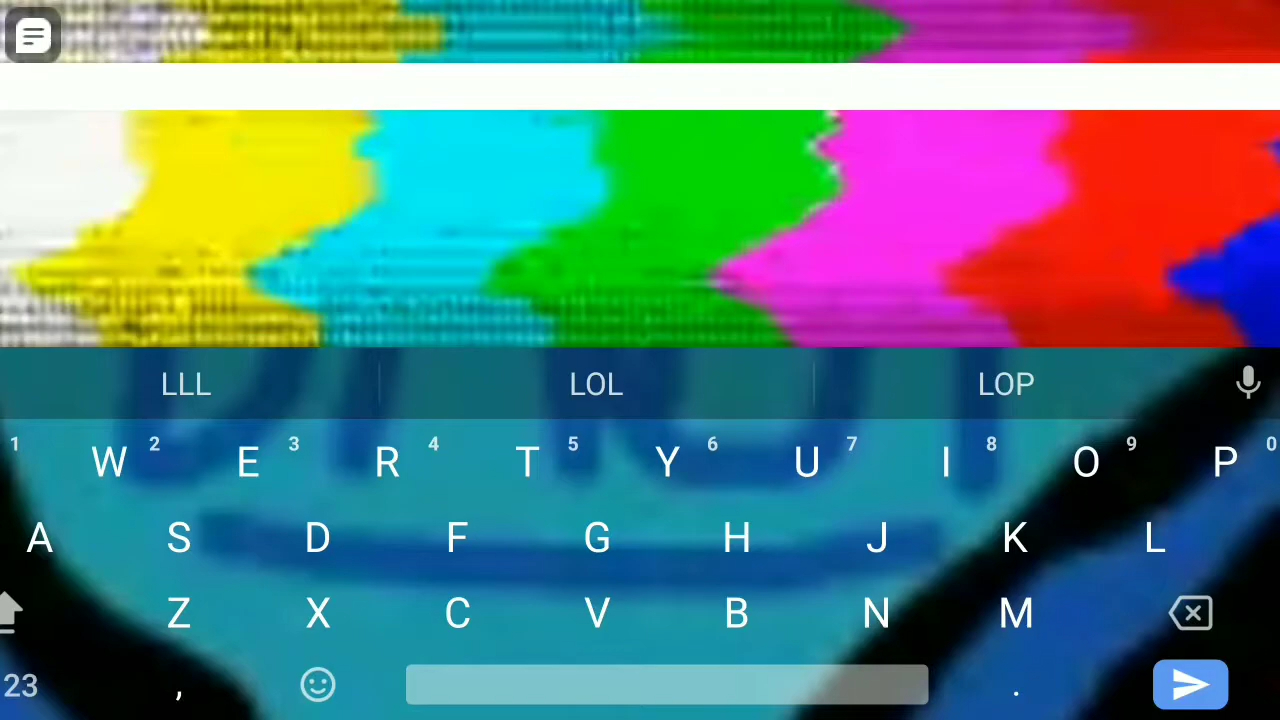 LLL LOL LOP
1 W 2 E 3 R 4 T 5 Y 6 U 7 I 8 O 9 P 0
A S D F G H J K L
Z X C V B N M
23 , .